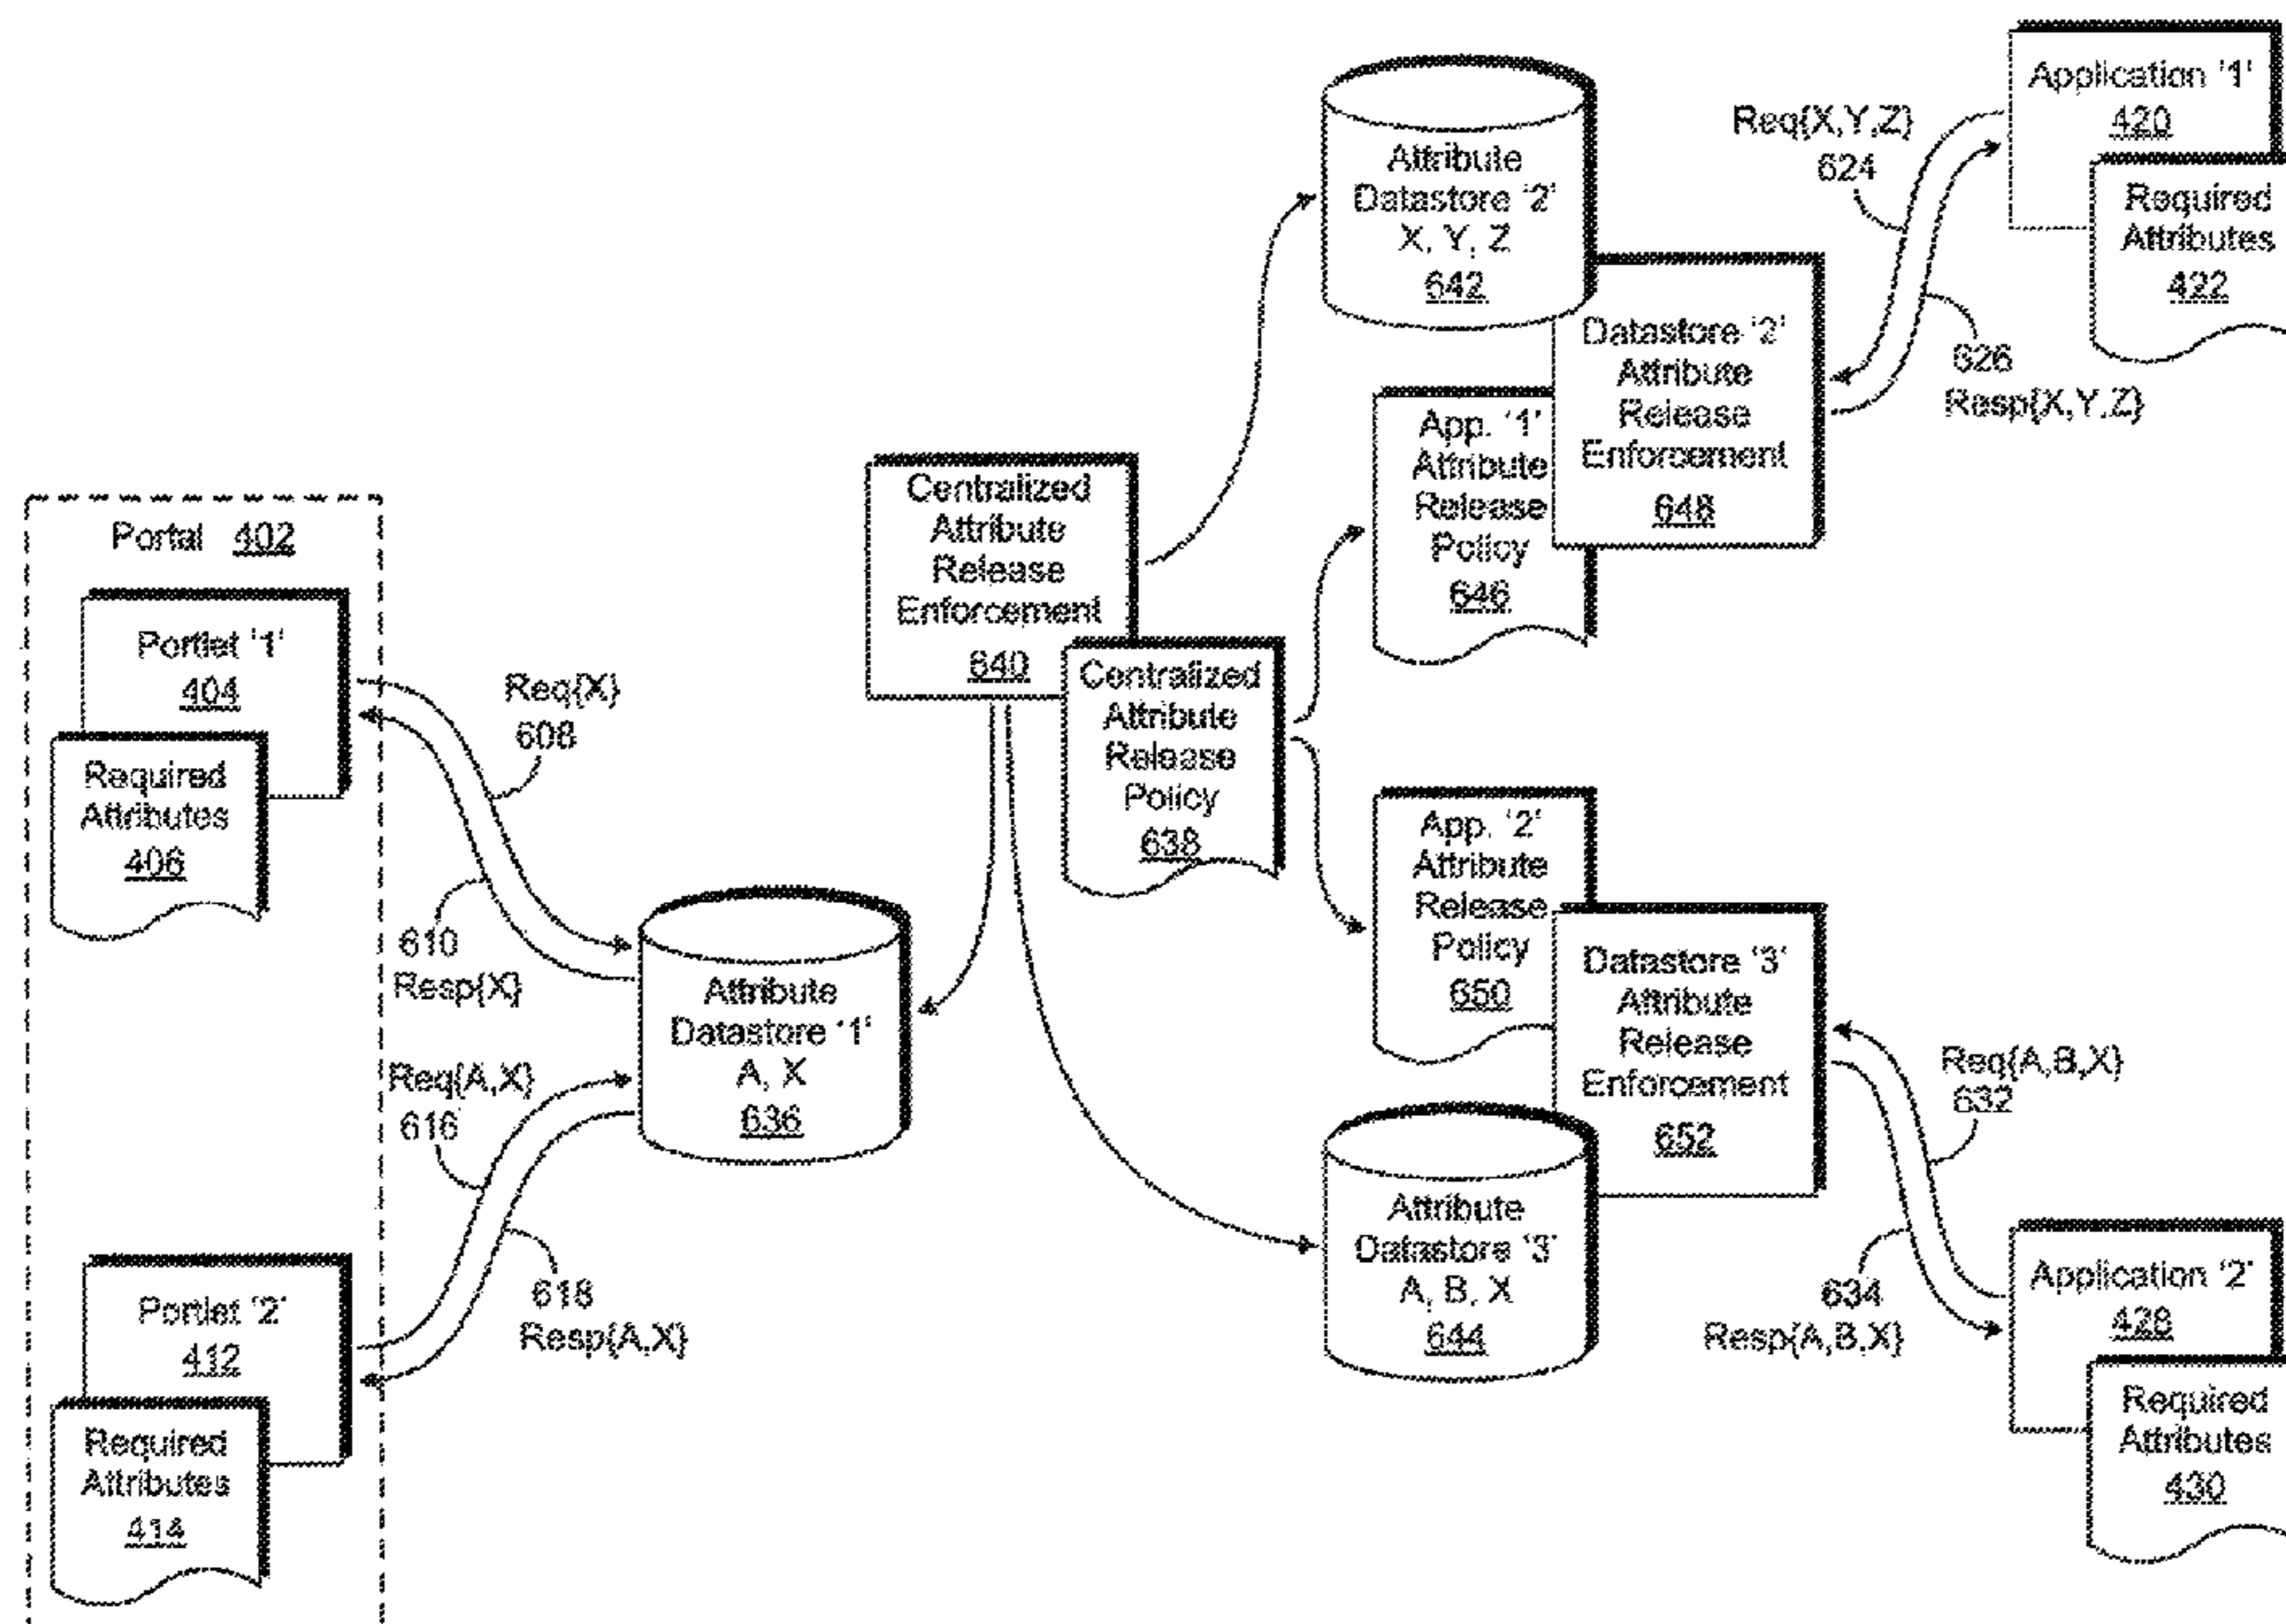 Portal 402
Portlet '1'
404
Required
Attributes
406
Req{X}
608
610
Resp{X}
Req{A,X}
616
618
Resp{A,X}
Portlet '2'
412
Required
Attributes
414
Attribute
Datastore '1'
A, X
636
Centralized
Attribute
Release
Enforcement
640
Centralized
Attribute
Release
Policy
638
Attribute
Datastore '2'
X, Y, Z
642
App. '1'
Attribute
Release
Policy
646
Datastore '2'
Attribute
Release
Enforcement
648
Req{X,Y,Z}
624
626
Resp{X,Y,Z}
Application '1'
420
Required
Attributes
422
App. '2'
Attribute
Release
Policy
650
Datastore '3'
Attribute
Release
Enforcement
652
Attribute
Datastore '3'
A, B, X
644
Req{A,B,X}
632
634
Resp{A,B,X}
Application '2'
428
Required
Attributes
430